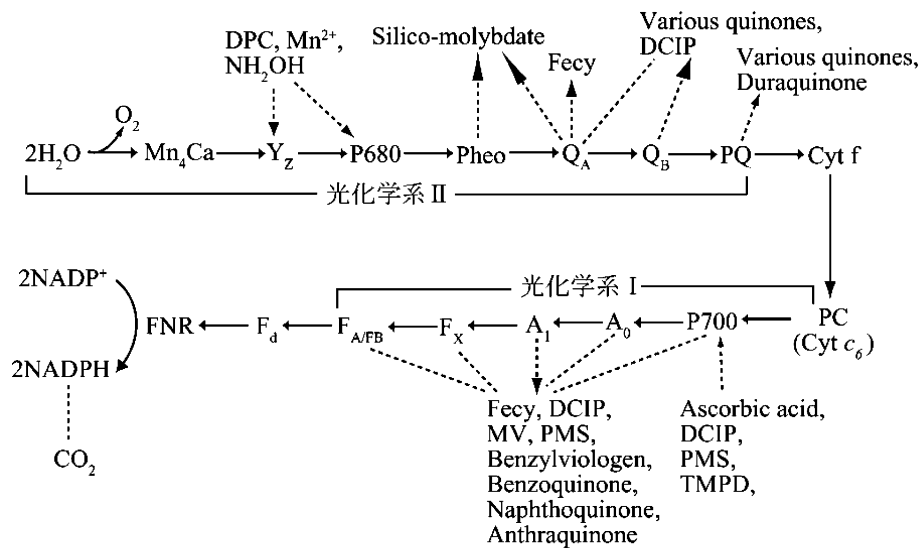 DPC, Mn²⁺,
NH₂OH
Silico-molybdate
Fecy
Various quinones,
DCIP
Various quinones,
Duraquinone
O₂
2H₂O
Mn₄Ca
Y_Z
P680
Pheo
Q_A
Q_B
PQ
Cyt f
光化学系 II
光化学系 I
2NADP⁺
FNR
F_d
F_A/FB
F_X
A₁
A₀
P700
PC
(Cyt c₆)
2NADPH
CO₂
Fecy, DCIP,
MV, PMS,
Benzylviologen,
Benzoquinone,
Naphthoquinone,
Anthraquinone
Ascorbic acid,
DCIP,
PMS,
TMPD,